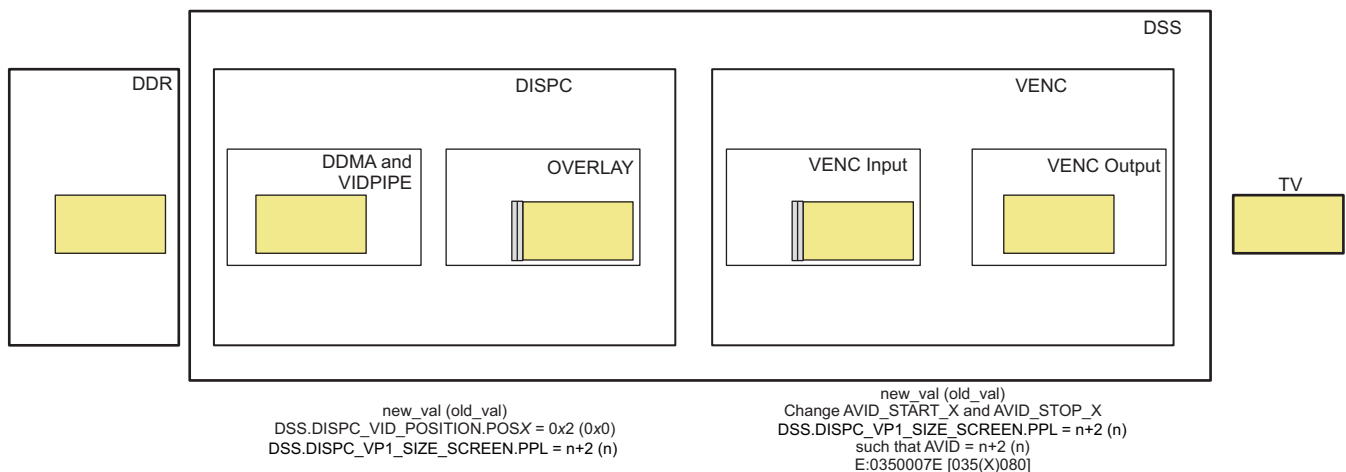 DSS
DDR
DISPC
VENC
DDMA and
VIDPIPE
OVERLAY
VENC Input
VENC Output
TV
new_val (old_val)
DSS.DISPC_VID_POSITION.POSX = 0x2 (0x0)
DSS.DISPC_VP1_SIZE_SCREEN.PPL = n+2 (n)
new_val (old_val)
Change AVID_START_X and AVID_STOP_X
DSS.DISPC_VP1_SIZE_SCREEN.PPL = n+2 (n)
such that AVID = n+2 (n)
E:0350007E [035(X)080]